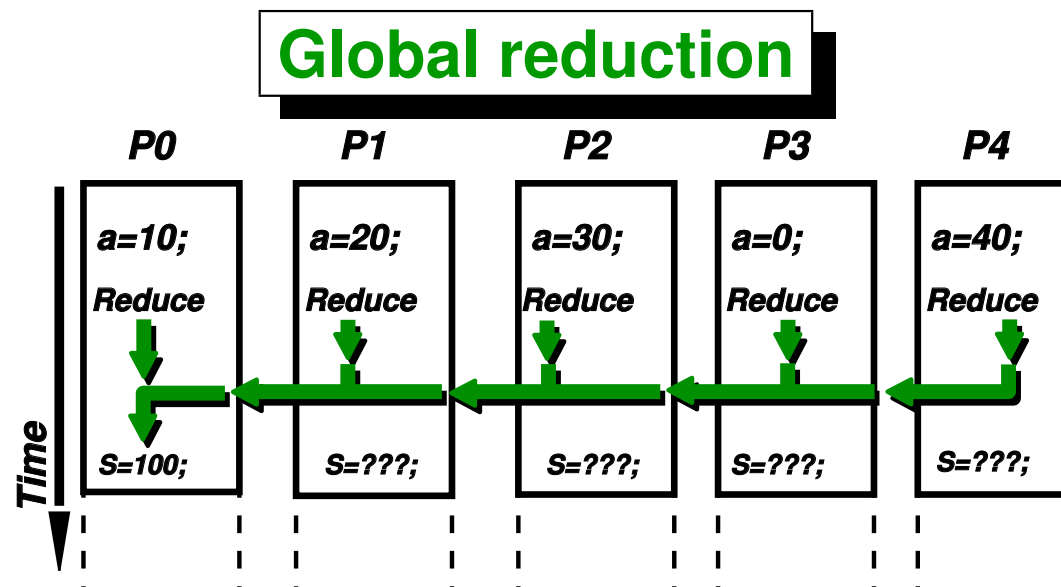 Global reduction
P0 P1 P2 P3 P4
a=10; a=20; a=30; a=0; a=40;
Reduce Reduce Reduce Reduce Reduce
S=100; S=???; S=???; S=???; S=???;
Time